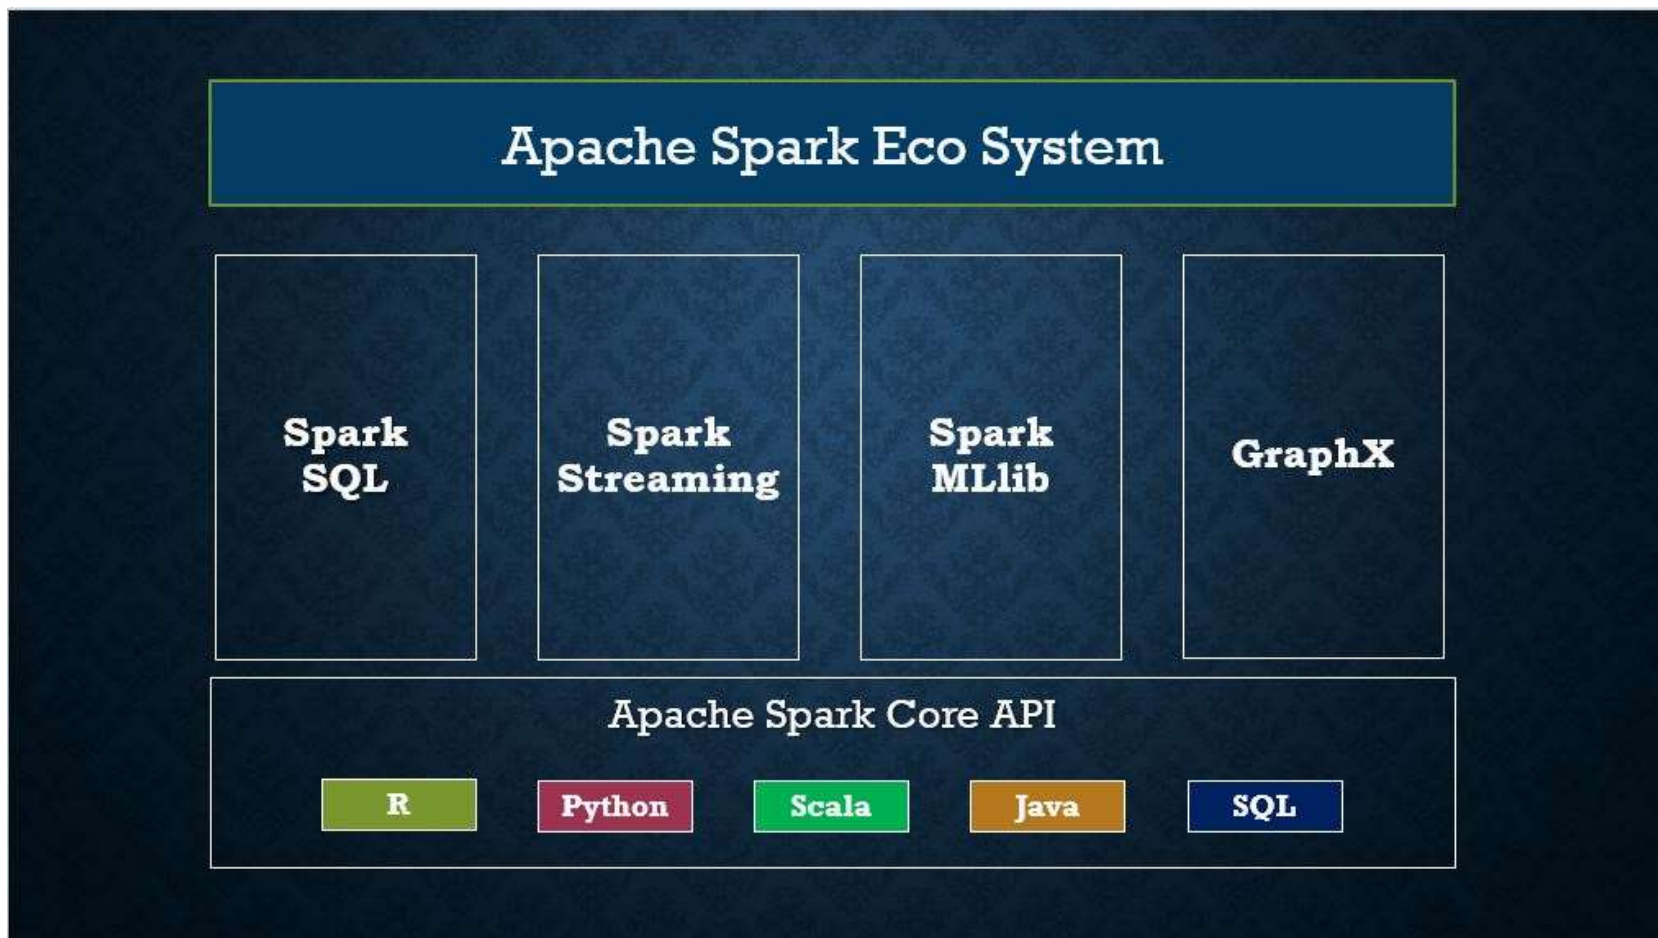 Apache Spark Eco System
Spark
SQL
Spark
Streaming
Spark
MLlib
GraphX
Apache Spark Core API
R
Python
Scala
Java
SQL